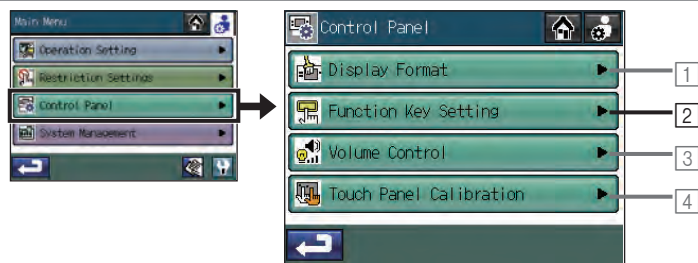 Main Menu
Operation Setting
Restriction Settings
Control Panel
System Management
Control Panel
Display Format
1
Function Key Setting
2
Volume Control
3
Touch Panel Calibration
4